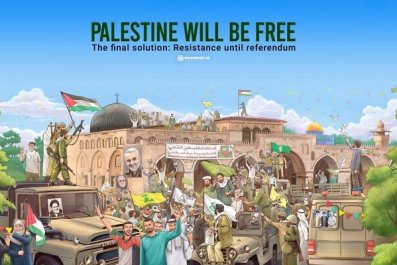 PALESTINE WILL BE FREE
The final solution: Resistance until referendum
KHAMENEI.IR